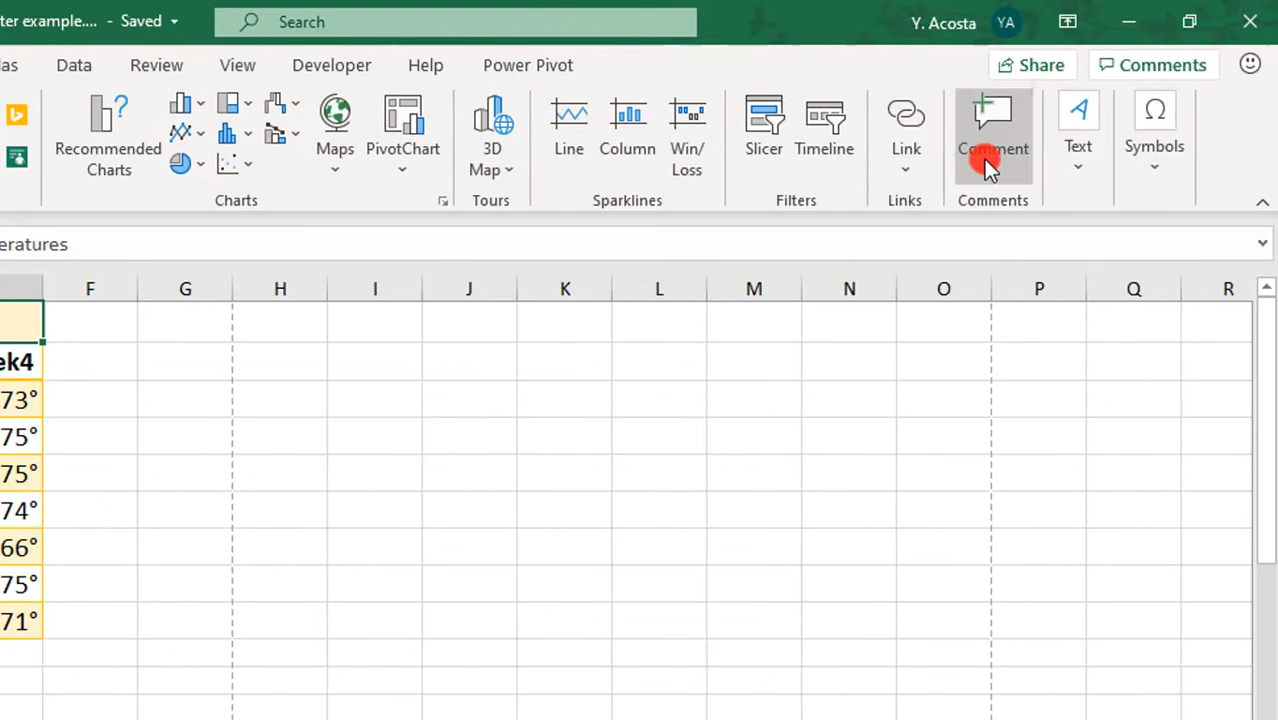 ter example.... - Saved Search Y. Acosta YA
las Data Review View Developer Help Power Pivot Share Comments
Recommended Charts Maps PivotChart 3D Map Line Column Win/ Loss Slicer Timeline Link Comment Text Symbols
Charts Tours Sparklines Filters Links Comments
eratures
F G H I J K L M N O P Q R
ek4
73°
75°
75°
74°
66°
75°
71°